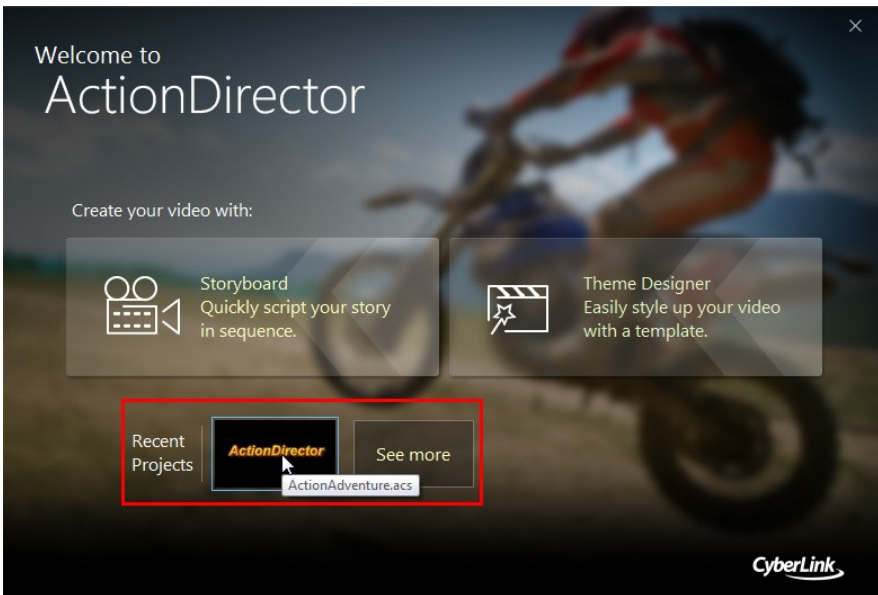 Welcome to
ActionDirector
Create your video with:
Storyboard
Quickly script your story
in sequence.
Theme Designer
Easily style up your video
with a template.
Recent
Projects
ActionDirector
See more
ActionAdventure.acs
CyberLink